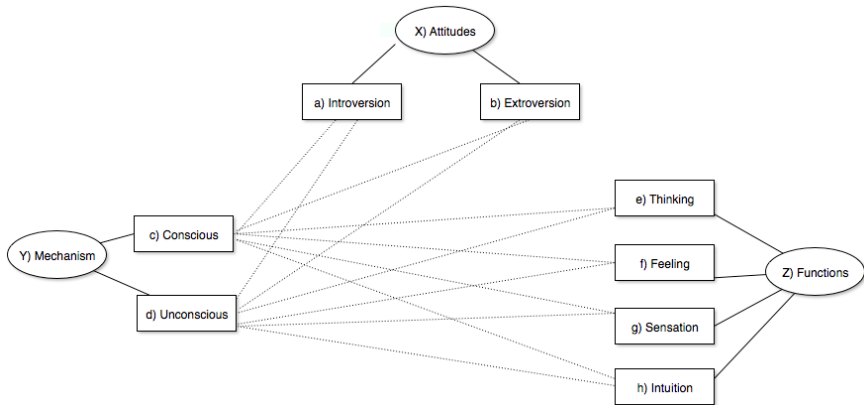 X) Attitudes
a) Introversion
b) Extroversion
e) Thinking
c) Conscious
Y) Mechanism
f) Feeling
Z) Functions
d) Unconscious
g) Sensation
h) Intuition